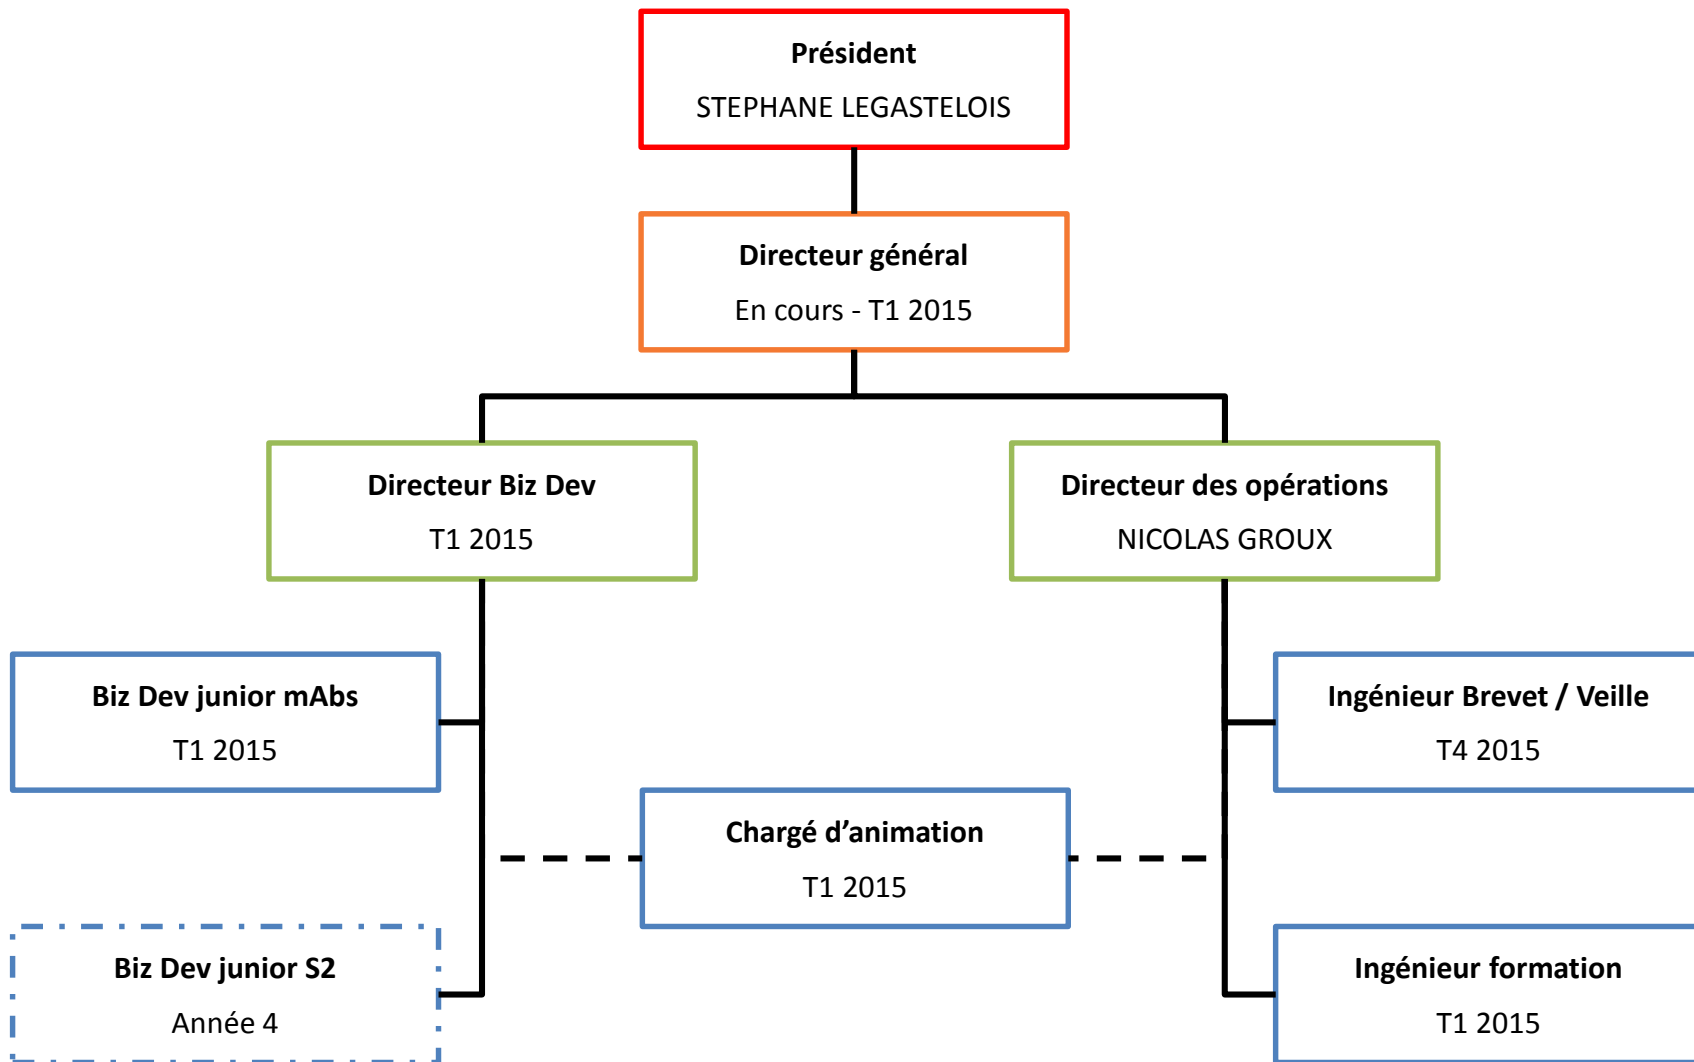 Président
STEPHANE LEGASTELOIS
Directeur général
En cours - T1 2015
Directeur Biz Dev
T1 2015
Directeur des opérations
NICOLAS GROUX
Biz Dev junior mAbs
T1 2015
Ingénieur Brevet / Veille
T4 2015
Chargé d’animation
T1 2015
Biz Dev junior S2
Année 4
Ingénieur formation
T1 2015